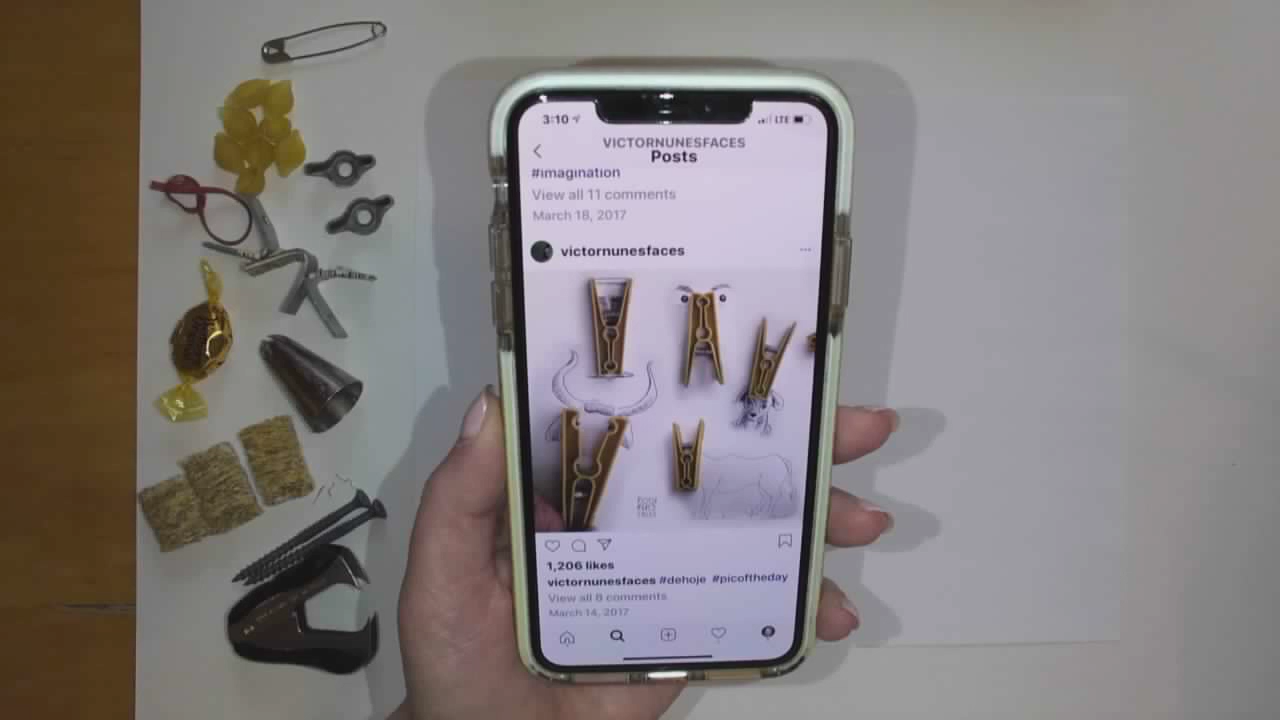 3:10
LTE
VICTORNUNESFACES
Posts
#imagination
View all 11 comments
March 18, 2017
victornunesfaces
1,206 likes
victornunesfaces #dehoje #picoftheday
View all 8 comments
March 14, 2017